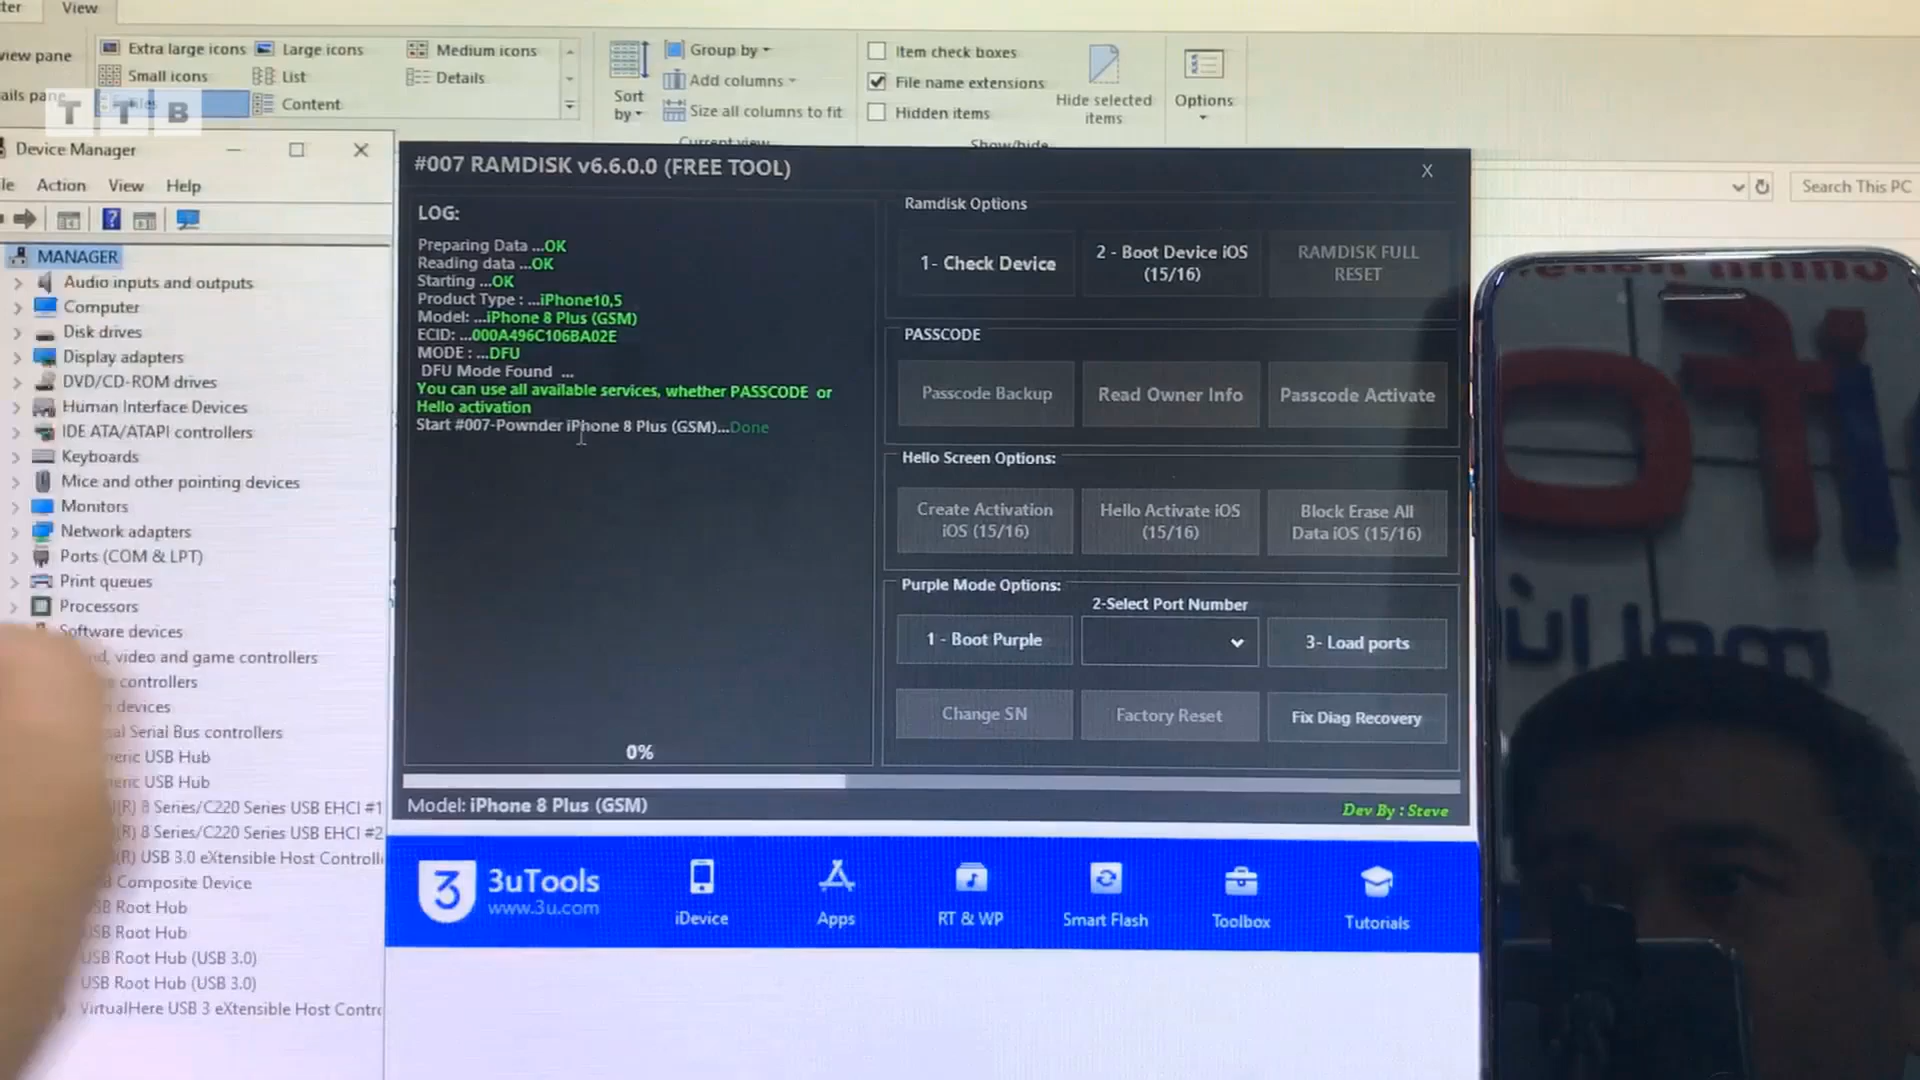 View
Extra large icons
Large icons
Medium icons
Small icons
List
Details
Content
Sort by
Group by
Add columns
Size all columns to fit
Item check boxes
File name extensions
Hidden items
Hide selected items
Options
Search This PC
TTB
Device Manager
Action
View
Help
MANAGER
Audio inputs and outputs
Computer
Disk drives
Display adapters
DVD/CD-ROM drives
Human Interface Devices
IDE ATA/ATAPI controllers
Keyboards
Mice and other pointing devices
Monitors
Network adapters
Ports (COM & LPT)
Print queues
Processors
Software devices
video and game controllers
controllers
devices
Serial Bus controllers
USB Hub
USB Hub
8 Series/C220 Series USB EHCI #1
8 Series/C220 Series USB EHCI #2
USB 3.0 eXtensible Host
Composite Device
Root Hub
Root Hub
USB Root Hub (USB 3.0)
USB Root Hub (USB 3.0)
VirtualHere USB 3 eXtensible Host
#007 RAMDISK v6.6.0.0 (FREE TOOL)
X
LOG:
Preparing Data ...OK
Reading data ...OK
Starting ...OK
Product Type : ...iPhone10,5
Model: ...iPhone 8 Plus (GSM)
ECID: ...000A496C106BA02E
MODE : ...DFU
DFU Mode Found ...
You can use all available services, whether PASSCODE or
Hello activation
Start #007-Pownder iPhone 8 Plus (GSM)...Done
0%
Model: iPhone 8 Plus (GSM)
Ramdisk Options
1- Check Device
2 - Boot Device iOS
(15/16)
RAMDISK FULL
RESET
PASSCODE
Passcode Backup
Read Owner Info
Passcode Activate
Hello Screen Options:
Create Activation
iOS (15/16)
Hello Activate iOS
(15/16)
Block Erase All
Data iOS (15/16)
Purple Mode Options:
2-Select Port Number
1 - Boot Purple
3- Load ports
Change SN
Factory Reset
Fix Diag Recovery
Dev By : Steve
3uTools
www.3u.com
iDevice
Apps
RT & WP
Smart Flash
Toolbox
Tutorials